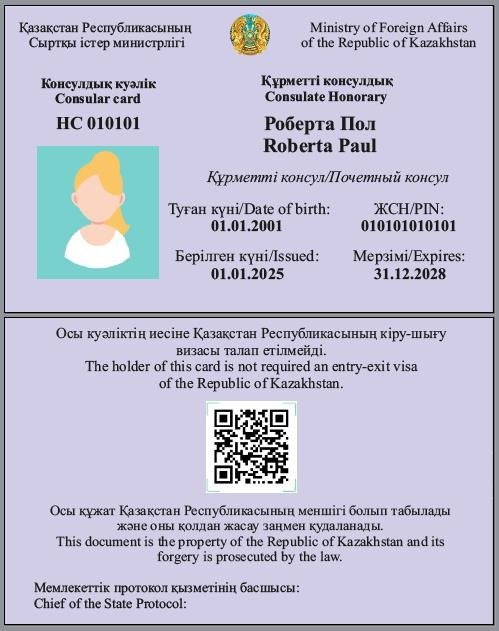 Қазақстан Республикасының
Сыртқы істер министрлігі
Ministry of Foreign Affairs
of the Republic of Kazakhstan
Консулдық куәлік
Consular card
HC 010101
Құрметті консулдық
Consulate Honorary
Роберта Пол
Roberta Paul
Құрметті консул/Почетный консул
Туған күні/Date of birth:
01.01.2001
ЖСН/PIN:
010101010101
Берілген күні/Issued:
01.01.2025
Мерзімі/Expires:
31.12.2028
Осы куәліктің иесіне Қазақстан Республикасының кіру-шығу
визасы талап етілмейді.
The holder of this card is not required an entry-exit visa
of the Republic of Kazakhstan.
Осы құжат Қазақстан Республикасының меншігі болып табылады
және оны қолдан жасау заңмен қудаланады.
This document is the property of the Republic of Kazakhstan and its
forgery is prosecuted by the law.
Мемлекеттік протокол қызметінің басшысы:
Chief of the State Protocol: